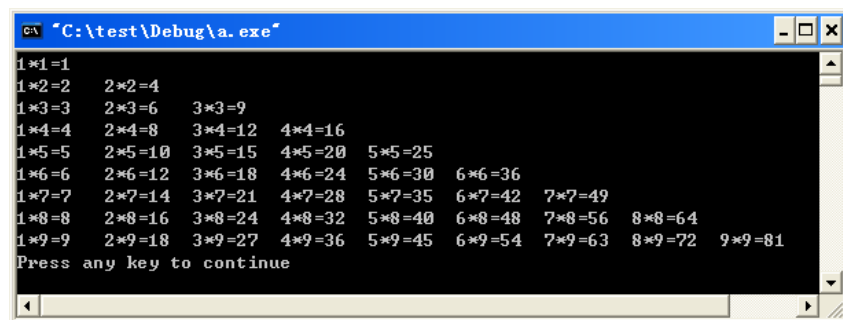 "C:\test\Debug\a.exe"
1*1=1
1*2=2 2*2=4
1*3=3 2*3=6 3*3=9
1*4=4 2*4=8 3*4=12 4*4=16
1*5=5 2*5=10 3*5=15 4*5=20 5*5=25
1*6=6 2*6=12 3*6=18 4*6=24 5*6=30 6*6=36
1*7=7 2*7=14 3*7=21 4*7=28 5*7=35 6*7=42 7*7=49
1*8=8 2*8=16 3*8=24 4*8=32 5*8=40 6*8=48 7*8=56 8*8=64
1*9=9 2*9=18 3*9=27 4*9=36 5*9=45 6*9=54 7*9=63 8*9=72 9*9=81
Press any key to continue